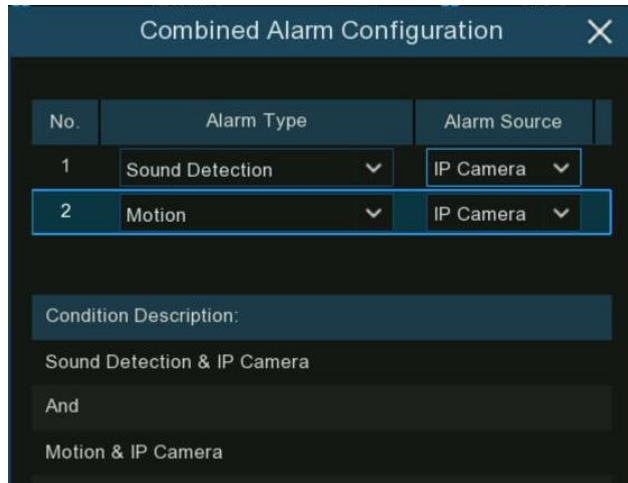 Combined Alarm Configuration
No. Alarm Type Alarm Source
1 Sound Detection IP Camera
2 Motion IP Camera
Condition Description:
Sound Detection & IP Camera
And
Motion & IP Camera